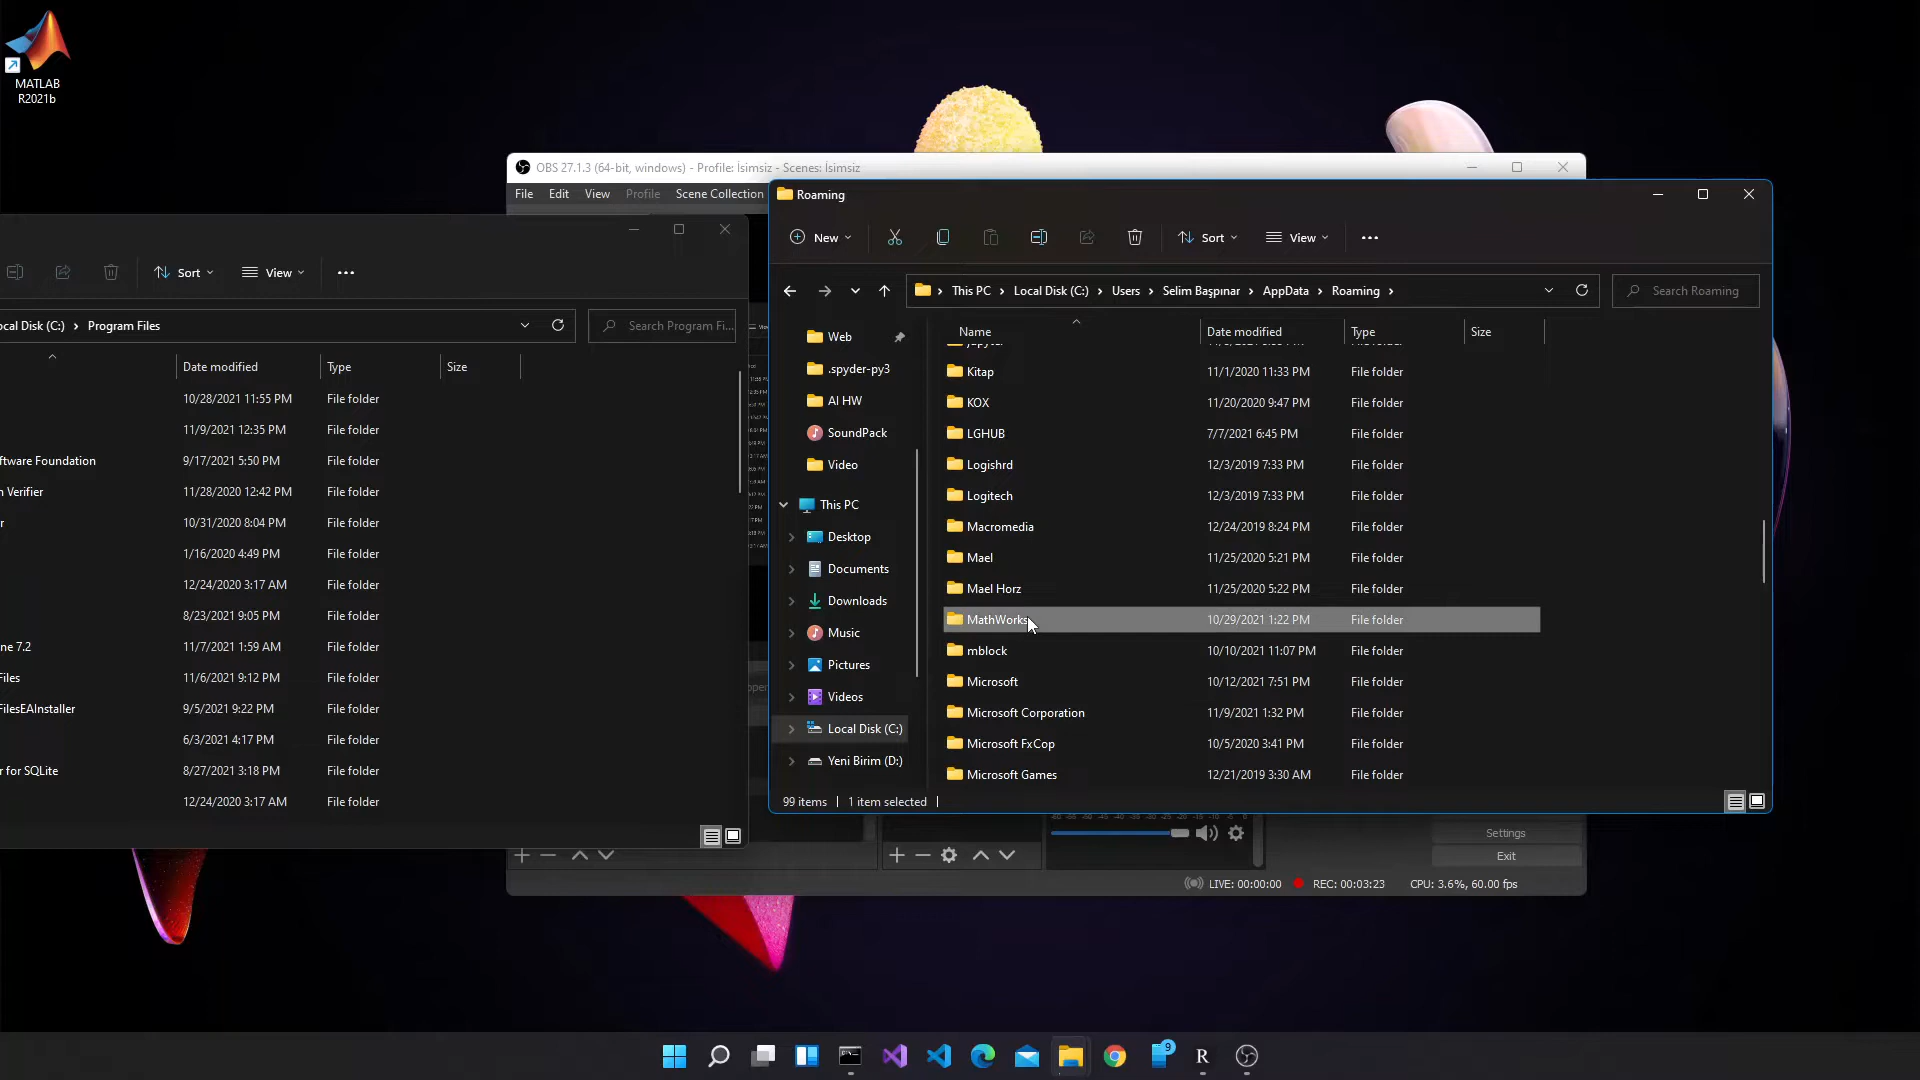 MATLAB
R2021b
OBS 27.1.3 (64-bit, windows) - Profile: İsimsiz - Scenes: İsimsiz
File Edit View Profile Scene Collection
Sort View
ocal Disk (C:) > Program Files
Search Program Fi...
Date modified Type Size
10/28/2021 11:55 PM File folder
11/9/2021 12:35 PM File folder
ftware Foundation 9/17/2021 5:50 PM File folder
n Verifier 11/28/2020 12:42 PM File folder
r 10/31/2020 8:04 PM File folder
1/16/2020 4:49 PM File folder
12/24/2020 3:17 AM File folder
8/23/2021 9:05 PM File folder
ne 7.2 11/7/2021 1:59 AM File folder
Files 11/6/2021 9:12 PM File folder
FilesEAInstaller 9/5/2021 9:22 PM File folder
6/3/2021 4:17 PM File folder
r for SQLite 8/27/2021 3:18 PM File folder
12/24/2020 3:17 AM File folder
Roaming
New Sort View
This PC > Local Disk (C:) > Users > Selim Başpınar > AppData > Roaming >
Search Roaming
Web
.spyder-py3
AI HW
SoundPack
Video
This PC
Desktop
Documents
Downloads
Music
Pictures
Videos
Local Disk (C:)
Yeni Birim (D:)
Name Date modified Type Size
Kitap 11/1/2020 11:33 PM File folder
KOX 11/20/2020 9:47 PM File folder
LGHUB 7/7/2021 6:45 PM File folder
Logishrd 12/3/2019 7:33 PM File folder
Logitech 12/3/2019 7:33 PM File folder
Macromedia 12/24/2019 8:24 PM File folder
Mael 11/25/2020 5:21 PM File folder
Mael Horz 11/25/2020 5:22 PM File folder
MathWorks 10/29/2021 1:22 PM File folder
mblock 10/10/2021 11:07 PM File folder
Microsoft 10/12/2021 7:51 PM File folder
Microsoft Corporation 11/9/2021 1:32 PM File folder
Microsoft FxCop 10/5/2020 3:41 PM File folder
Microsoft Games 12/21/2019 3:30 AM File folder
99 items 1 item selected
Settings
Exit
LIVE: 00:00:00 REC: 00:03:23 CPU: 3.6%, 60.00 fps
9
R